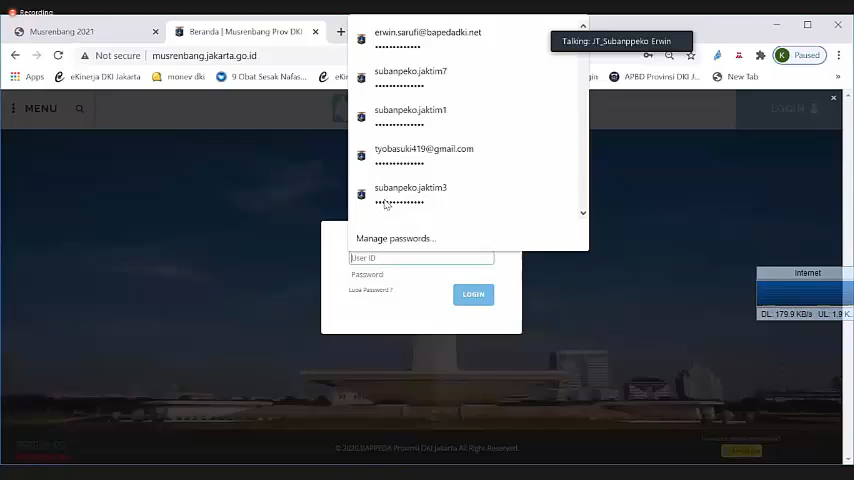 Recording
Musrenbang 2021
Beranda | Musrenbang Prov DKI
Not secure
musrenbang.jakarta.go.id
Paused
Apps
eKinerja DKI Jakarta
monev dki
9 Obat Sesak Nafas...
APBD Provinsi DKI J...
New Tab
Talking: JT_Subanppeko Erwin
MENU
LOGIN
erwin.sarufi@bapedadki.net
••••••••••••
subanpeko.jaktim7
•••••••••••••
subanpeko.jaktim1
•••••••••••••
tyobasuki419@gmail.com
•••••••••••••
subanpeko.jaktim3
•••••••••••••
Manage passwords...
User ID
Password
Lupa Password ?
LOGIN
Internet
DL: 179.9 KB/s UL: 1.9 K..
© 2020 BAPPEDA Provinsi DKI Jakarta All Rights Reserved.